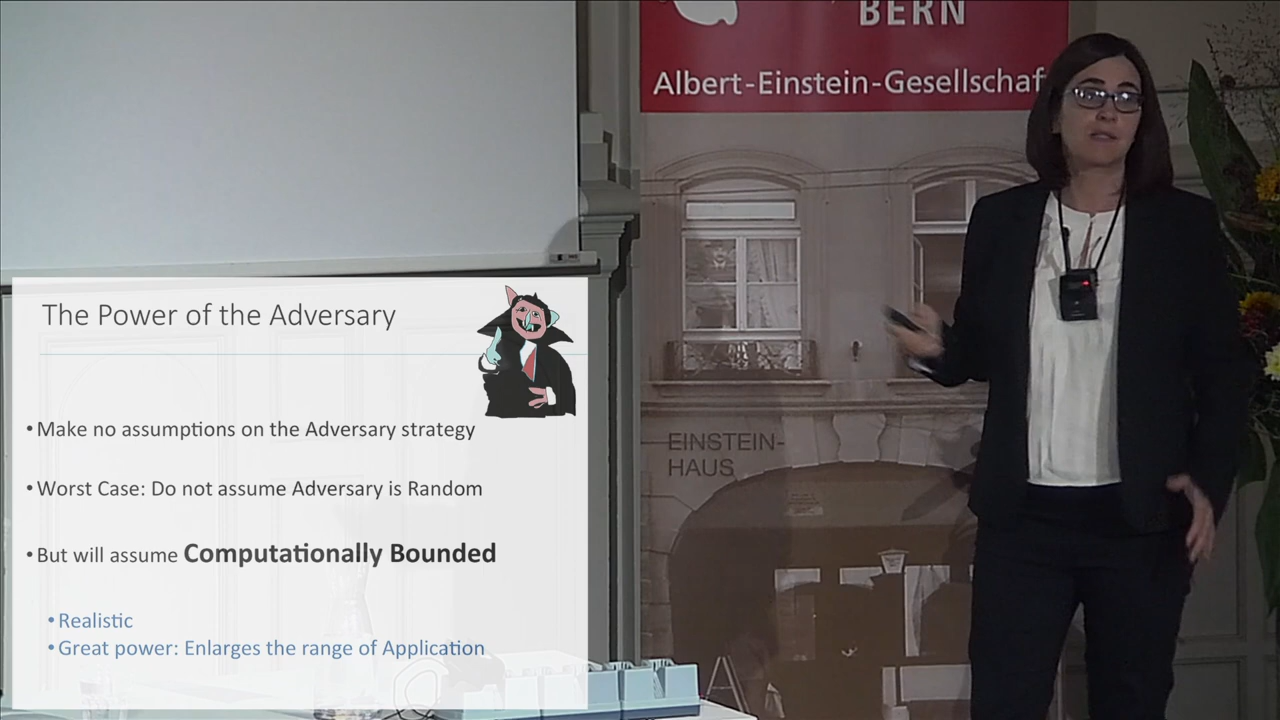 BERN
Albert-Einstein-Gesellschaf
The Power of the Adversary
•Make no assumptions on the Adversary strategy
•Worst Case: Do not assume Adversary is Random
•But will assume Computationally Bounded
•Realistic
•Great power: Enlarges the range of Application
EINSTEIN-
HAUS